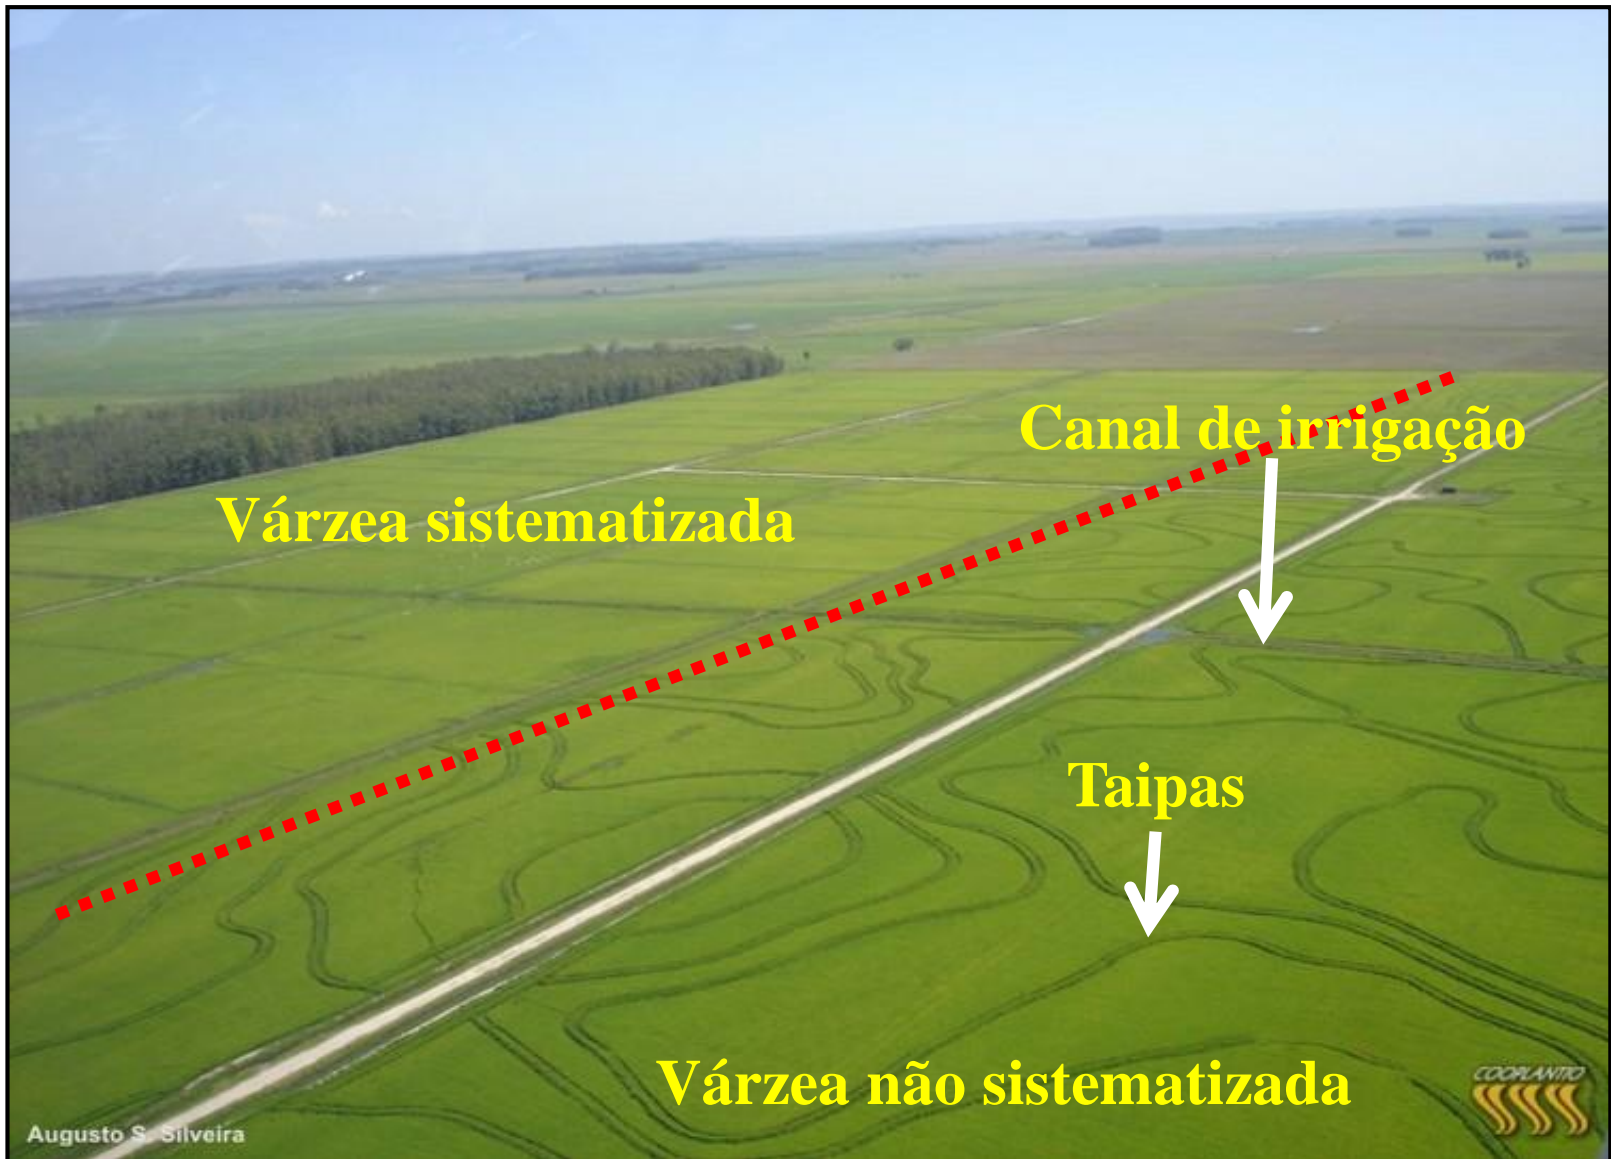 Canal de irrigação
Várzea sistematizada
Taipas
Várzea não sistematizada
COOPLANTIO
Augusto S. Silveira